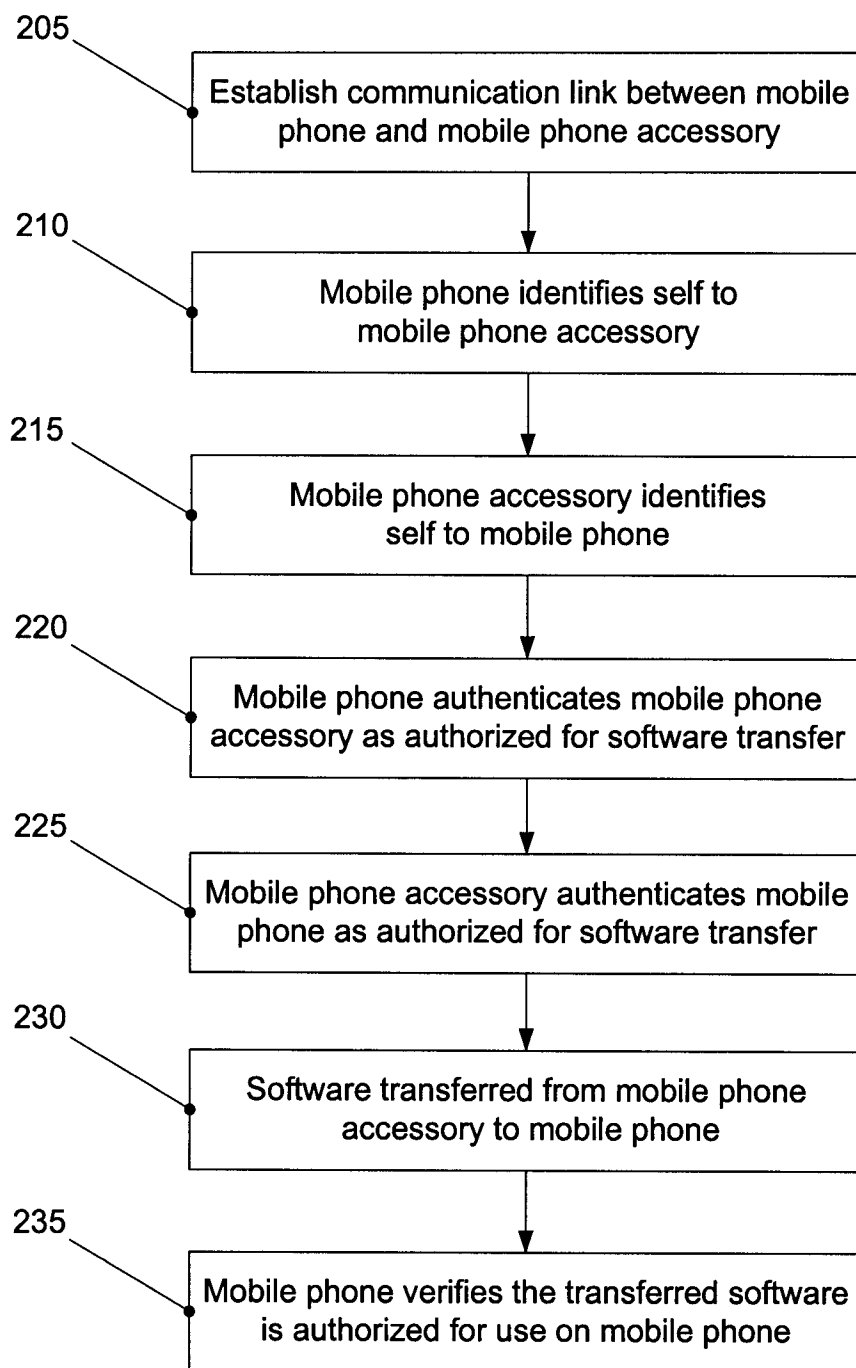 205
Establish communication link between mobile
phone and mobile phone accessory
210
Mobile phone identifies self to
mobile phone accessory
215
Mobile phone accessory identifies
self to mobile phone
220
Mobile phone authenticates mobile phone
accessory as authorized for software transfer
225
Mobile phone accessory authenticates mobile
phone as authorized for software transfer
230
Software transferred from mobile phone
accessory to mobile phone
235
Mobile phone verifies the transferred software
is authorized for use on mobile phone